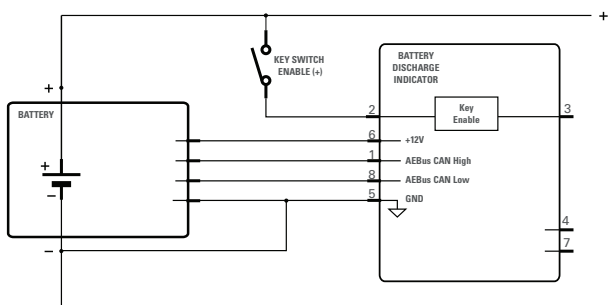 +
KEY SWITCH
ENABLE (+)
BATTERY
DISCHARGE
INDICATOR
+
BATTERY
2
Key
Enable
3
6
+12V
+
1
AEBus CAN High
8
AEBus CAN Low
–
5
GND
4
–
7